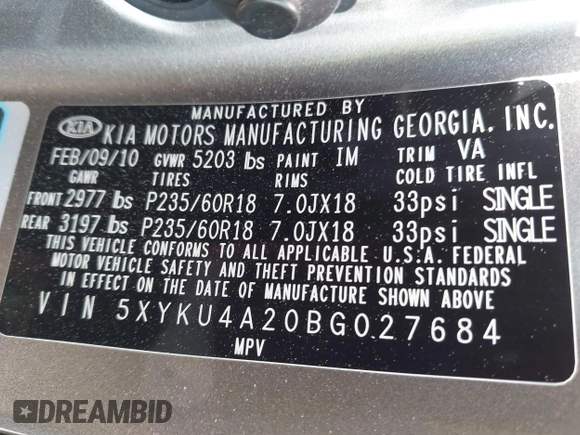 MANUFACTURED BY
KIA KIA MOTORS MANUFACTURING GEORGIA, INC.
FEB/09/10 GVWR 5203 lbs PAINT IM TRIM VA
GAWR TIRES RIMS COLD TIRE INFL
FRONT 2977 lbs P235/60R18 7.0JX18 33psi SINGLE
REAR 3197 lbs P235/60R18 7.0JX18 33psi SINGLE
THIS VEHICLE CONFORMS TO ALL APPLICABLE U.S.A. FEDERAL
MOTOR VEHICLE SAFETY AND THEFT PREVENTION STANDARDS
IN EFFECT ON THE DATE OF MANUFACTURE SHOWN ABOVE
VIN 5XYKU4A20BG027684
MPV
DREAMBID